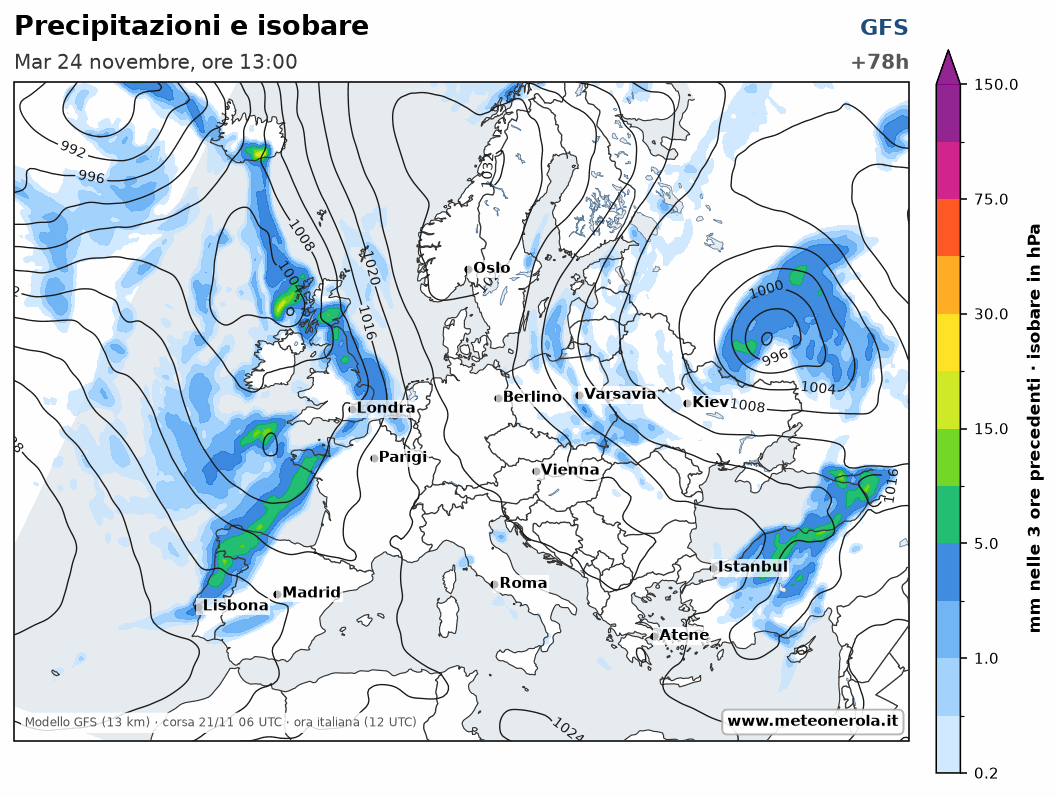 Precipitazioni e isobare
GFS
Mar 24 novembre, ore 13:00
+78h
992
996
1032
1008
1004
1020
1016
1000
996
1004
1008
1016
1024
Oslo
Berlino
Varsavia
Kiev
Londra
Parigi
Vienna
Istanbul
Roma
Madrid
Lisbona
Atene
Modello GFS (13 km) · corsa 21/11 06 UTC · ora italiana (12 UTC)
www.meteonerola.it
150.0
75.0
30.0
15.0
5.0
1.0
0.2
mm nelle 3 ore precedenti · isobare in hPa